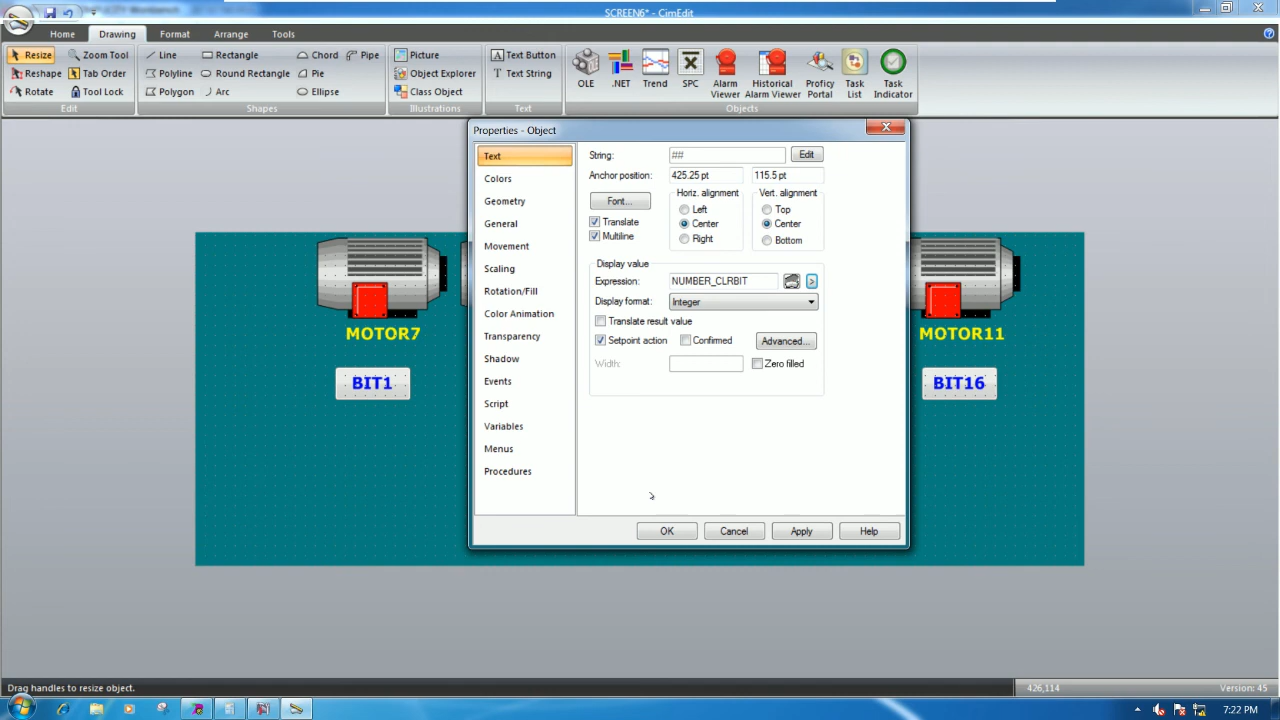 SCREEN6* - CimEdit
Home Drawing Format Arrange Tools
Resize Zoom Tool Line Rectangle Chord Pipe Picture Text Button
Reshape Tab Order Polyline Round Rectangle Pie Object Explorer Text String
Rotate Tool Lock Polygon Arc Ellipse Class Object
OLE .NET Trend SPC Alarm Viewer Historical Alarm Viewer Proficy Portal Task List Task Indicator
Edit Shapes Illustrations Text Objects
Properties - Object
Text
Colors
Geometry
General
Movement
Scaling
Rotation/Fill
Color Animation
Transparency
Shadow
Events
Script
Variables
Menus
Procedures
String: ## Edit
Anchor position: 425.25 pt 115.5 pt
Font...
Translate
Multiline
Horiz. alignment
Left
Center
Right
Vert. alignment
Top
Center
Bottom
Display value
Expression: NUMBER_CLRBIT >
Display format: Integer
Translate result value
Setpoint action Confirmed Advanced...
Width: Zero filled
OK Cancel Apply Help
MOTOR7 MOTOR11
BIT1 BIT16
Drag handles to resize object. 426,114 Version: 45
7:22 PM